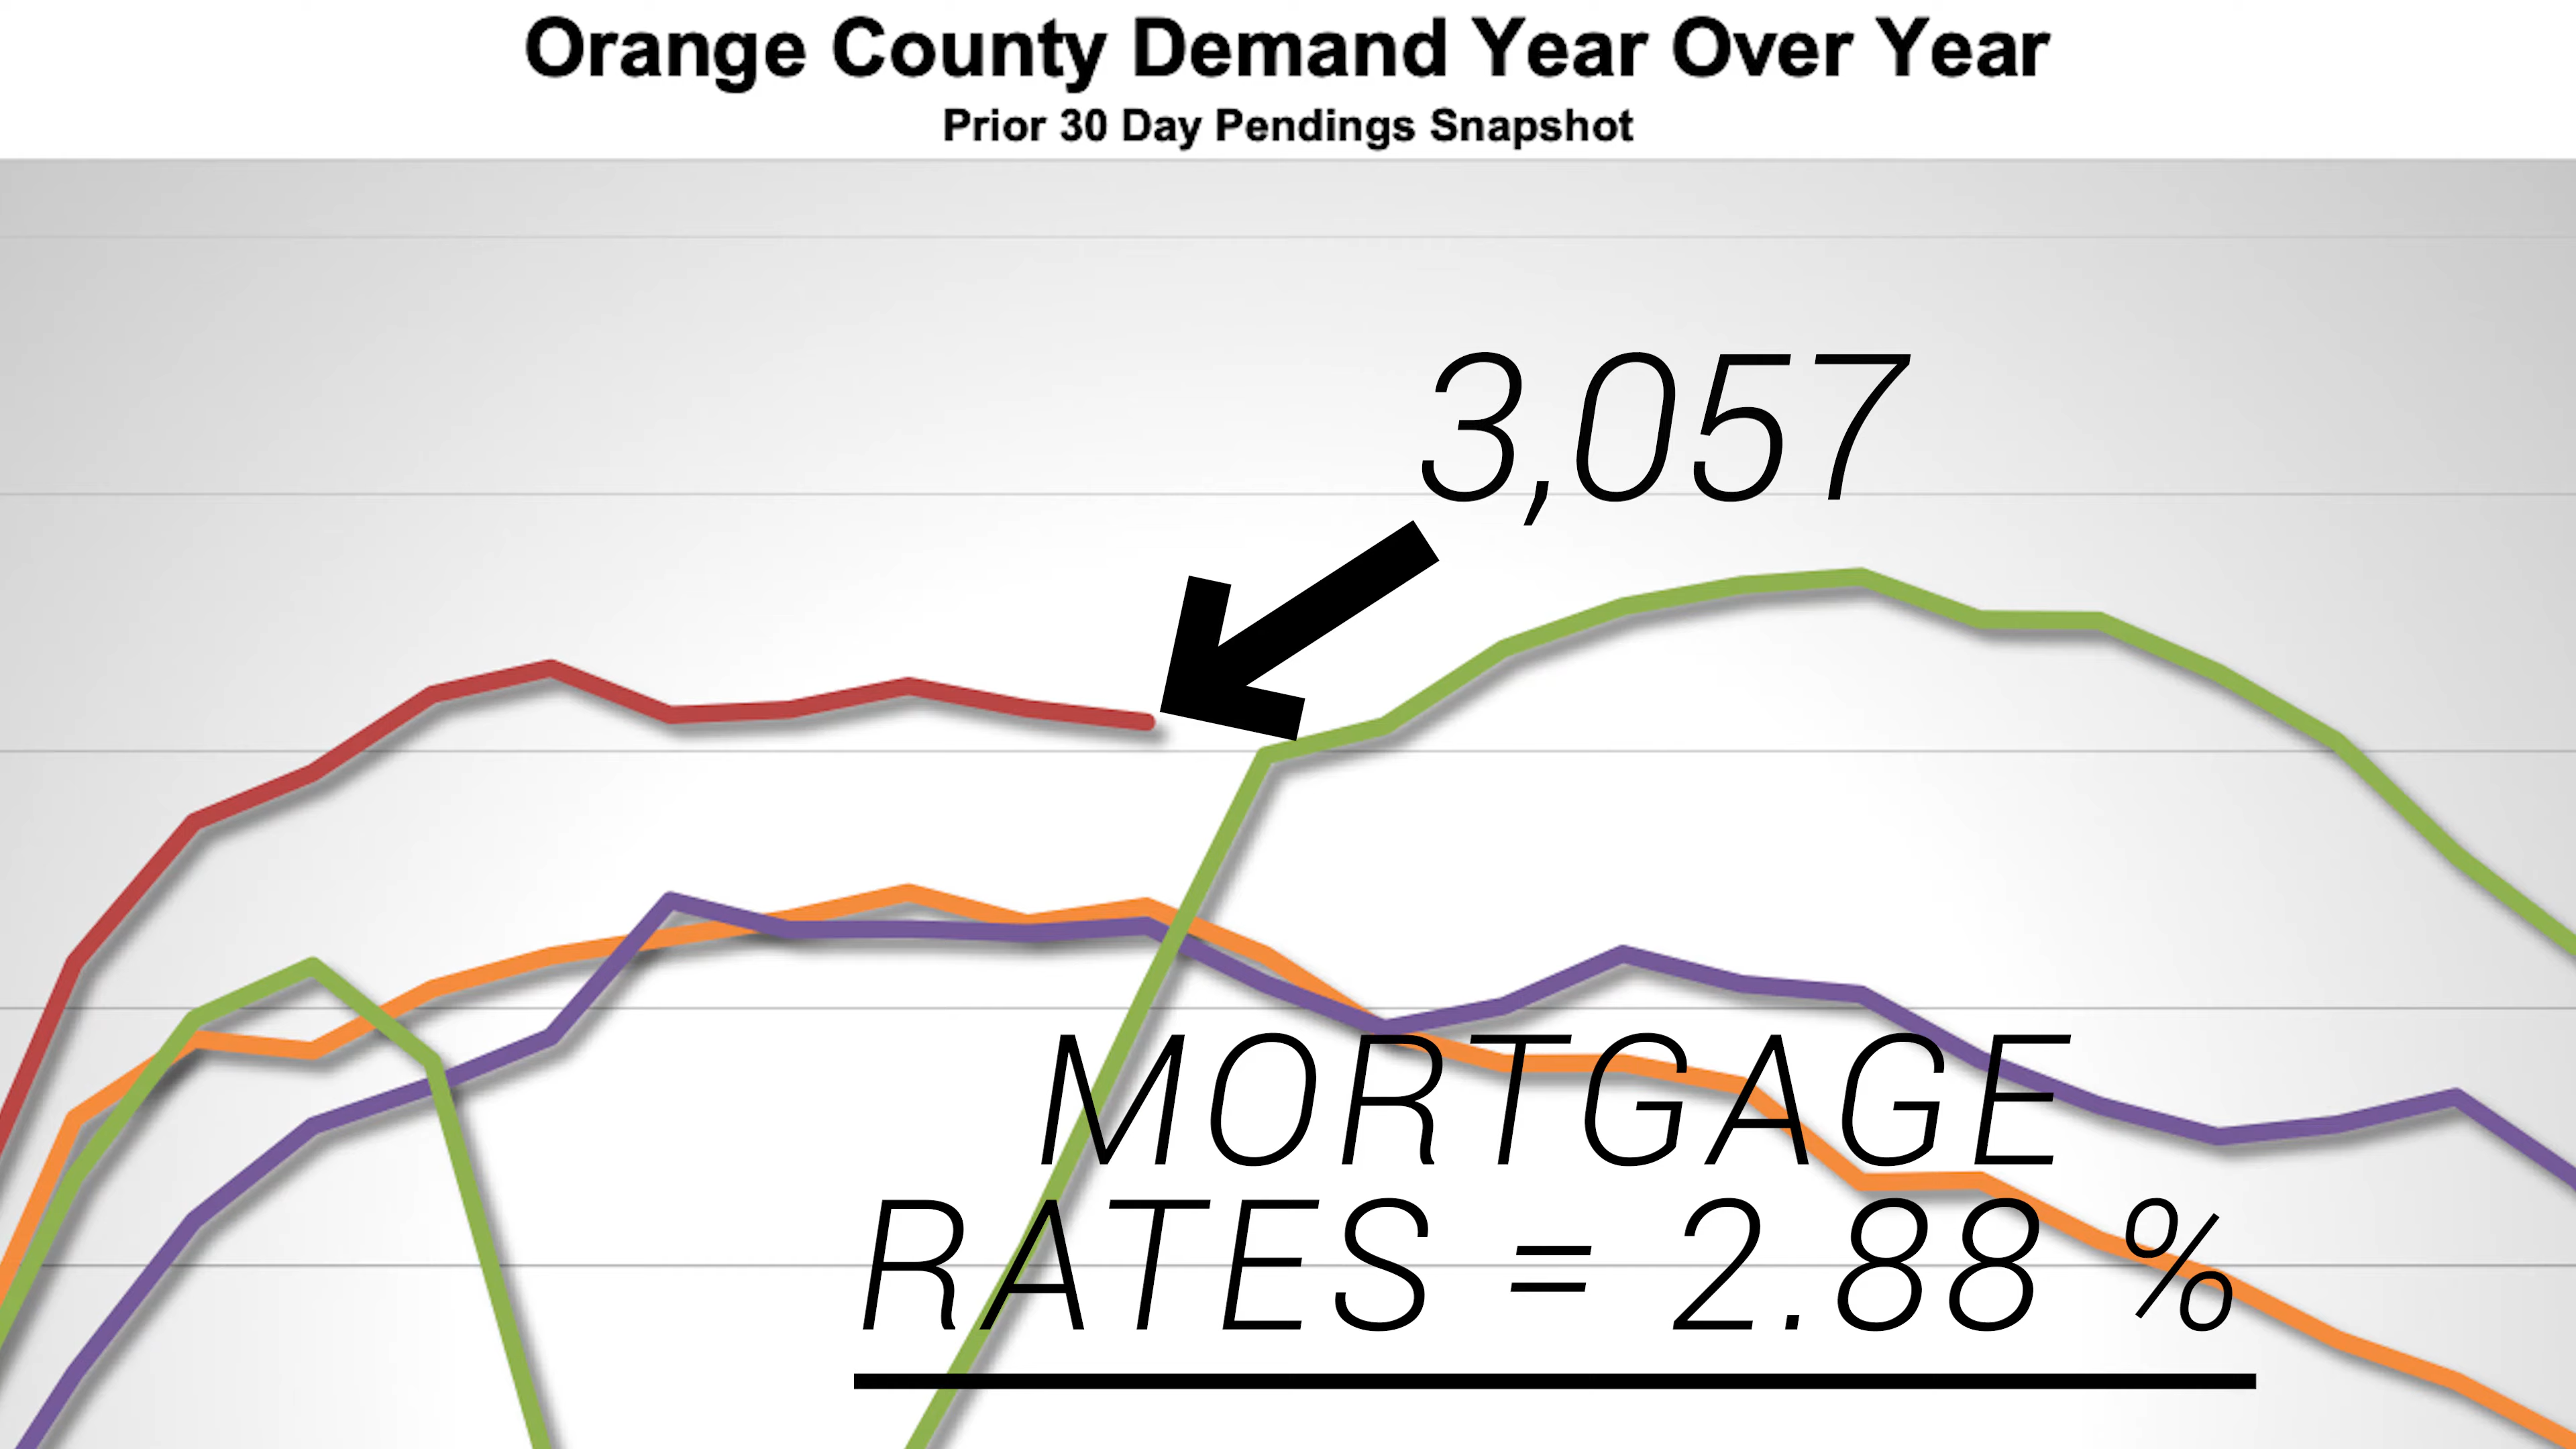 Orange County Demand Year Over Year
Prior 30 Day Pendings Snapshot
3,057
MORTGAGE
RATES = 2.88 %